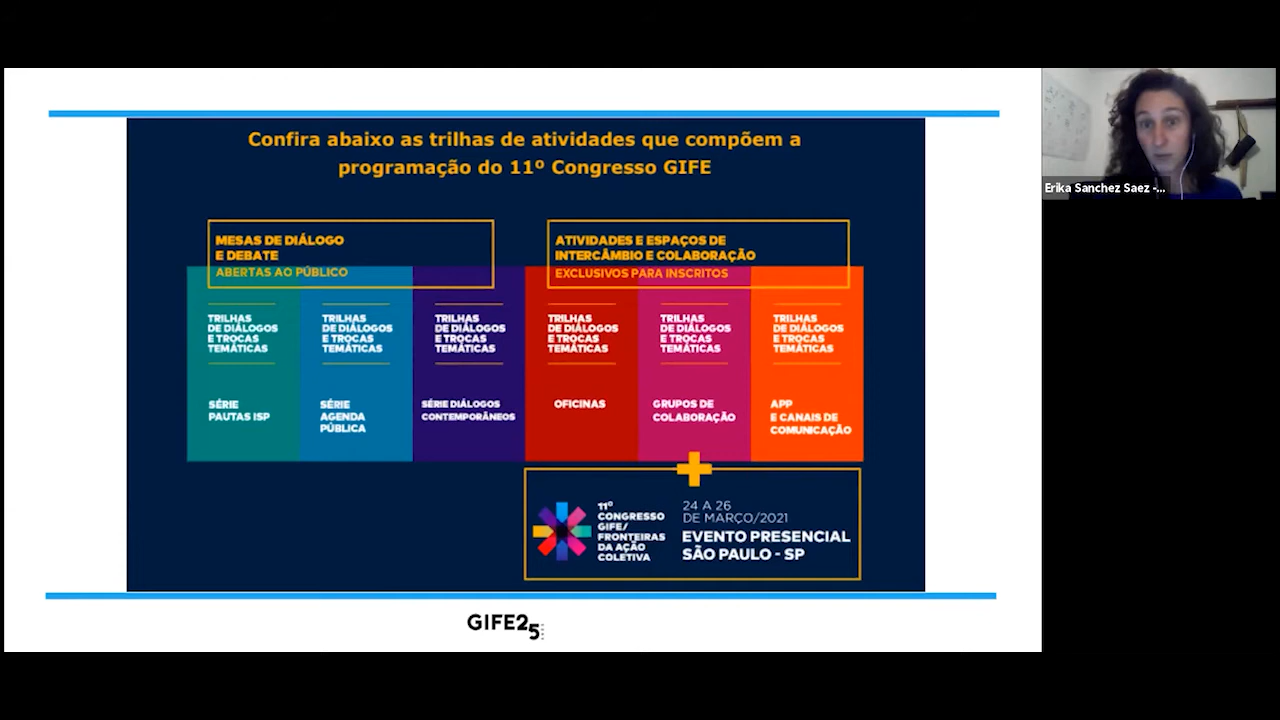 Confira abaixo as trilhas de atividades que compõem a
programação do 11º Congresso GIFE
MESAS DE DIÁLOGO
E DEBATE
ABERTAS AO PÚBLICO
ATIVIDADES E ESPAÇOS DE
INTERCÂMBIO E COLABORAÇÃO
EXCLUSIVOS PARA INSCRITOS
TRILHAS
DE DIÁLOGOS
E TROCAS
TEMÁTICAS
SÉRIE
PAUTAS ISP
TRILHAS
DE DIÁLOGOS
E TROCAS
TEMÁTICAS
SÉRIE
AGENDA
PÚBLICA
TRILHAS
DE DIÁLOGOS
E TROCAS
TEMÁTICAS
SÉRIE DIÁLOGOS
CONTEMPORÂNEOS
TRILHAS
DE DIÁLOGOS
E TROCAS
TEMÁTICAS
OFICINAS
TRILHAS
DE DIÁLOGOS
E TROCAS
TEMÁTICAS
GRUPOS DE
COLABORAÇÃO
TRILHAS
DE DIÁLOGOS
E TROCAS
TEMÁTICAS
APP
E CANAIS DE
COMUNICAÇÃO
11º
CONGRESSO
GIFE/
FRONTEIRAS
DA AÇÃO
COLETIVA
24 A 26
DE MARÇO/2021
EVENTO PRESENCIAL
SÃO PAULO - SP
GIFE25
Erika Sanchez Saez -...